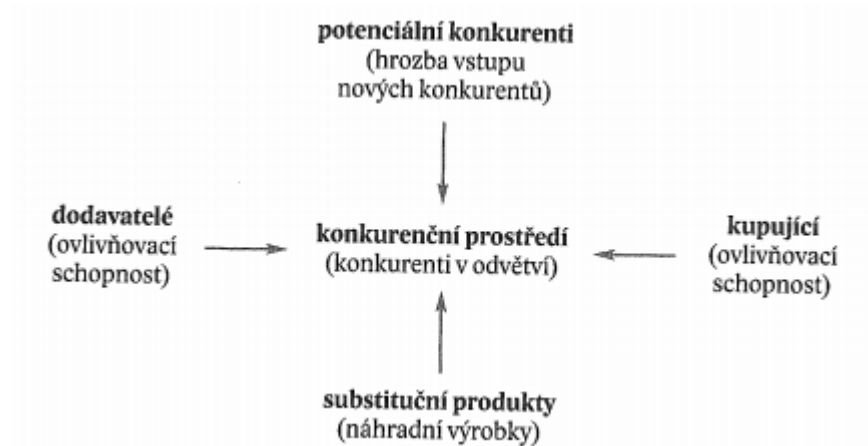 potenciální konkurenti
(hrozba vstupu
nových konkurentů)
dodavatelé
(ovlivňovací
schopnost)
konkurenční prostředí
(konkurenti v odvětví)
kupující
(ovlivňovací
schopnost)
substituční produkty
(náhradní výrobky)